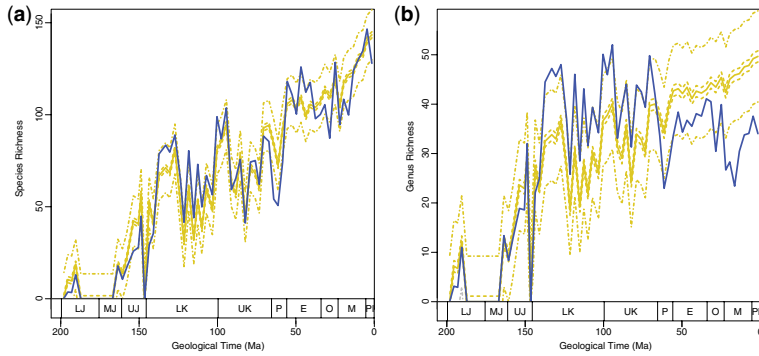 (a)
Species Richness
150
100
50
0
LJ MJ UJ LK UK P E O M
200 150 100 50 0
Geological Time (Ma)
(b)
Genus Richness
50
40
30
20
10
0
LJ MJ UJ LK UK P E O M
200 150 100 50 0
Geological Time (Ma)